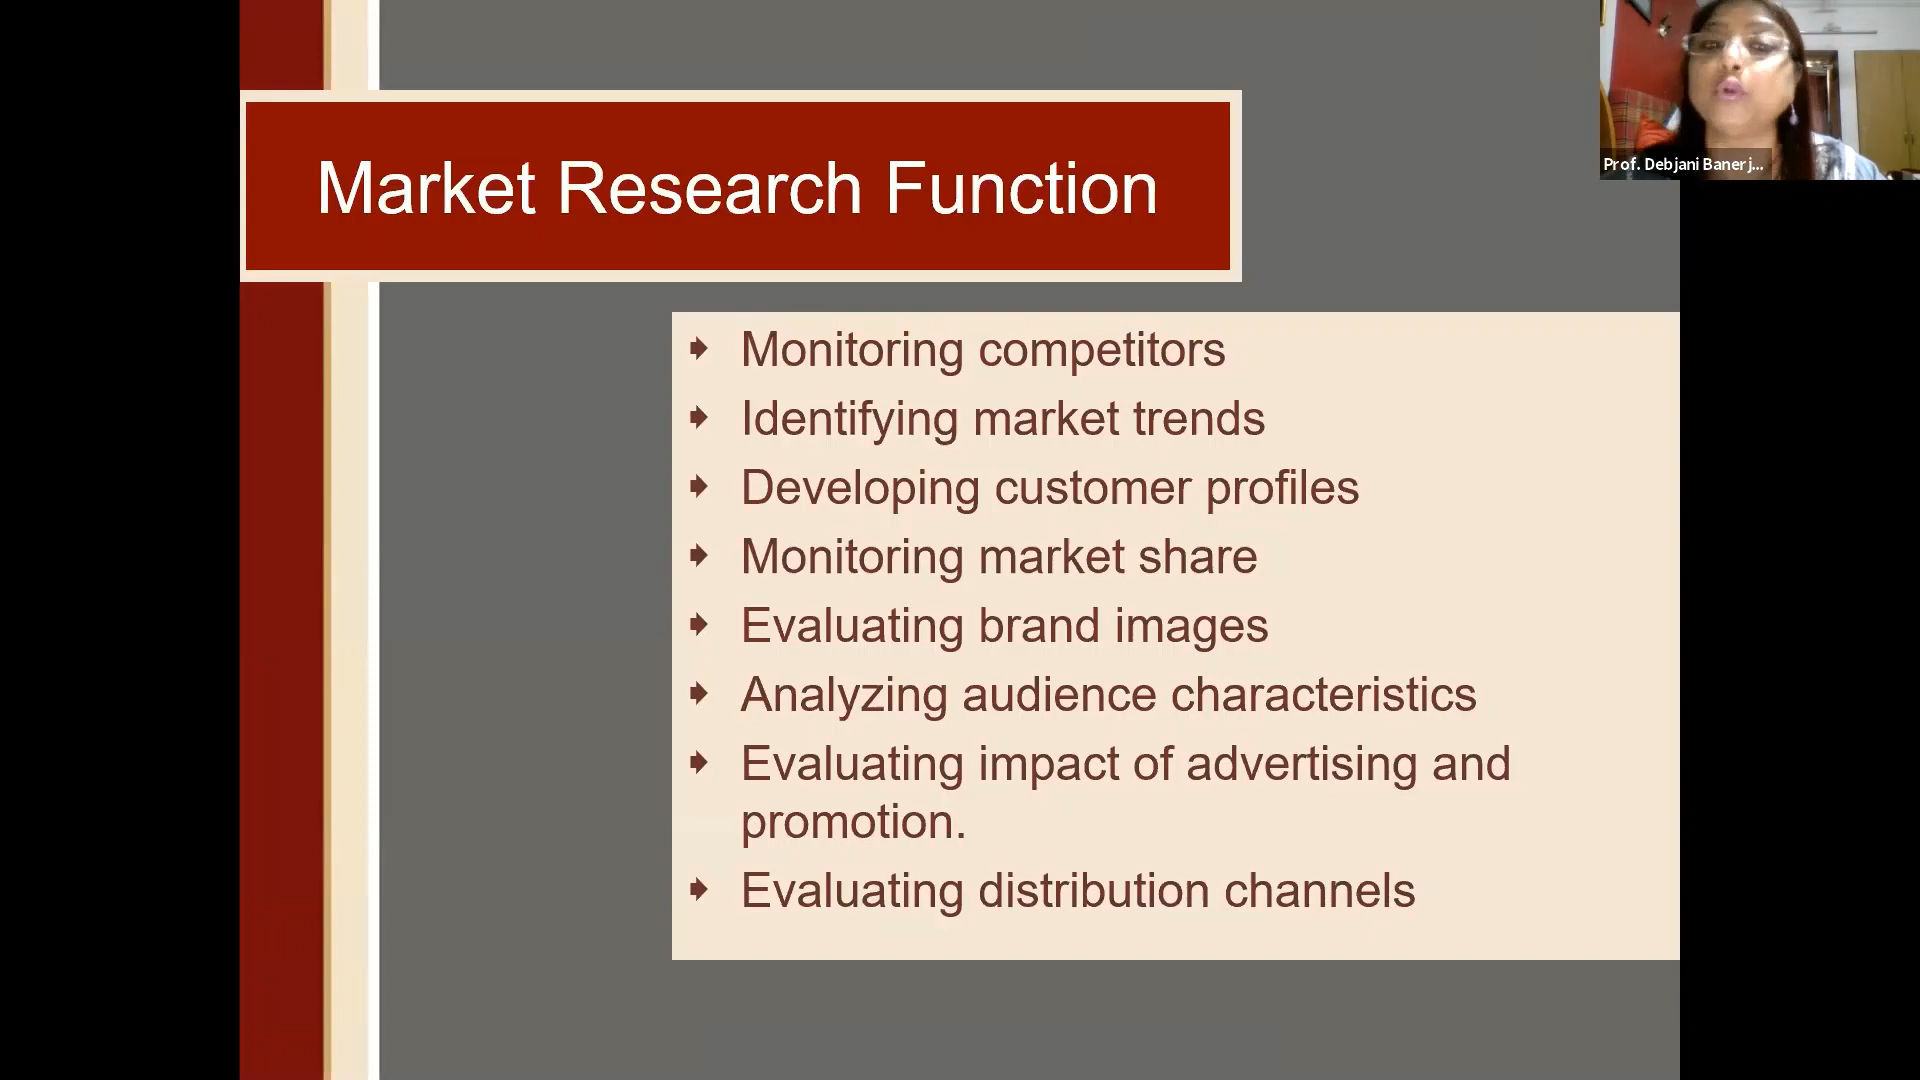 Market Research Function
Monitoring competitors
Identifying market trends
Developing customer profiles
Monitoring market share
Evaluating brand images
Analyzing audience characteristics
Evaluating impact of advertising and
promotion.
Evaluating distribution channels
Prof. Debjani Banerj...